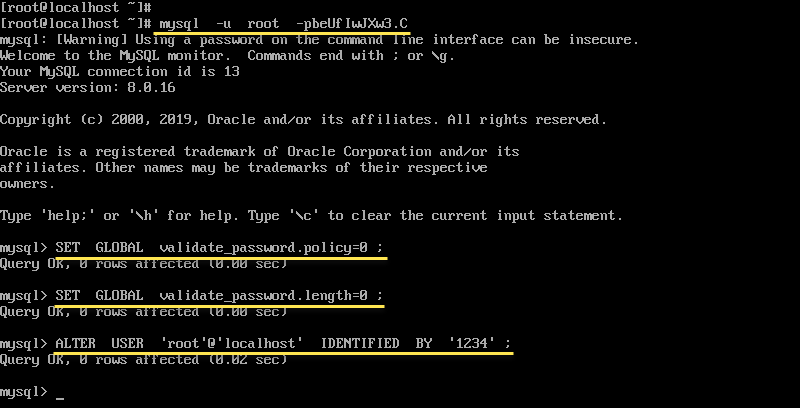 [root@localhost ~]#
[root@localhost ~]# mysql  -u  root  -pbeUfIwJXw3.C
mysql: [Warning] Using a password on the command line interface can be insecure.
Welcome to the MySQL monitor.  Commands end with ; or \g.
Your MySQL connection id is 13
Server version: 8.0.16

Copyright (c) 2000, 2019, Oracle and/or its affiliates. All rights reserved.

Oracle is a registered trademark of Oracle Corporation and/or its
affiliates. Other names may be trademarks of their respective
owners.

Type 'help;' or '\h' for help. Type '\c' to clear the current input statement.

mysql> SET  GLOBAL  validate_password.policy=0 ;
Query OK, 0 rows affected (0.00 sec)

mysql> SET  GLOBAL  validate_password.length=0 ;
Query OK, 0 rows affected (0.00 sec)

mysql> ALTER  USER  'root'@'localhost'  IDENTIFIED  BY  '1234' ;
Query OK, 0 rows affected (0.02 sec)

mysql> _